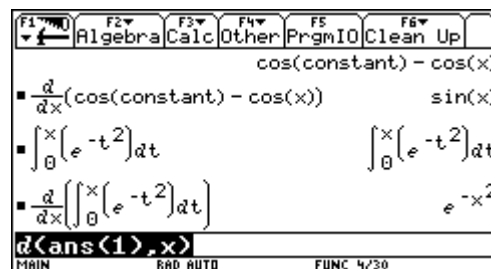 F1 F2 F3 F4 F5 F6
Algebra Calc Other PrgmIO Clean Up
cos(constant) - cos(x)
d/dx(cos(constant) - cos(x)) sin(x)
∫₀ˣ(e^-t²)dt ∫₀ˣ(e^-t²)dt
d/dx(∫₀ˣ(e^-t²)dt) e^-x²
d(ans(1),x)
MAIN RAD AUTO FUNC 4/30